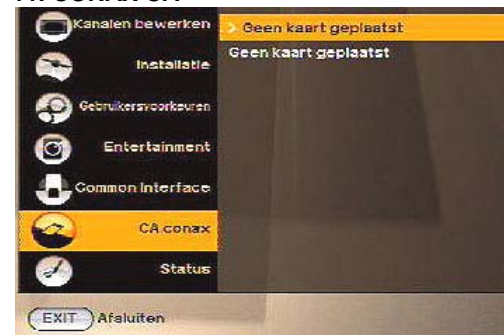 Kanalen bewerken
Installatie
Gebruikersvoorkeuren
Entertainment
Common Interface
CA conax
Status
> Geen kaart geplaatst
Geen kaart geplaatst
EXIT Afsluiten